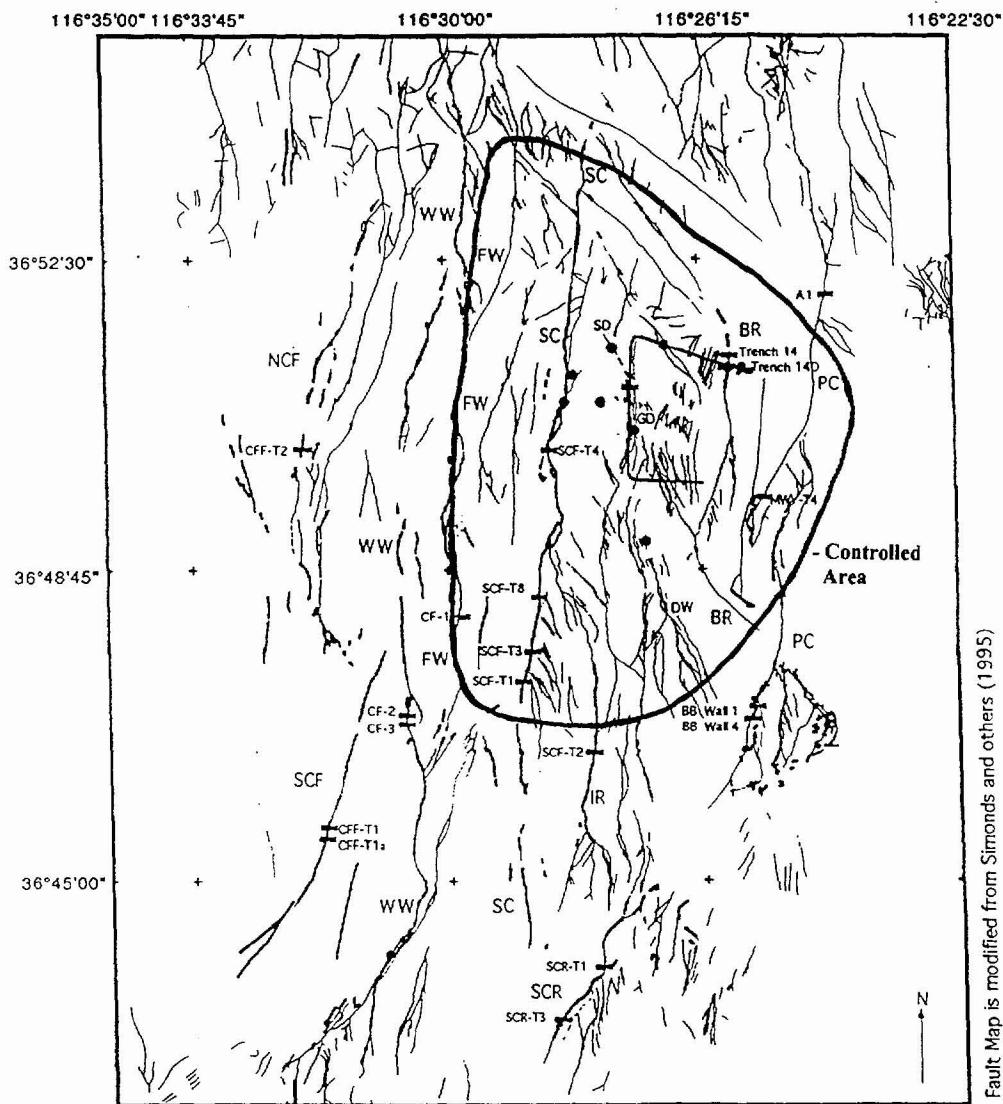 116°35'00" 116°33'45" 116°30'00" 116°26'15" 116°22'30"
SC
WW
36°52'30"
FW
A1
BR
SD
SC
Trench 14
Trench 14D
NCF
PC
FW
GD
CFF-T2
SCF-T4
WW
- Controlled
Area
36°48'45"
SCF-T8
DW
CF-1
BR
FW
SCF-T3
PC
SCF-T1
CF-2
CF-3
BB Wall 1
BB Wall 4
SCF-T2
SCF
IR
CFF-T1
CFF-T1a
36°45'00"
WW
SC
SCR-T1
SCR
SCR-T3
N
Fault Map is modified from Simonds and others (1995)